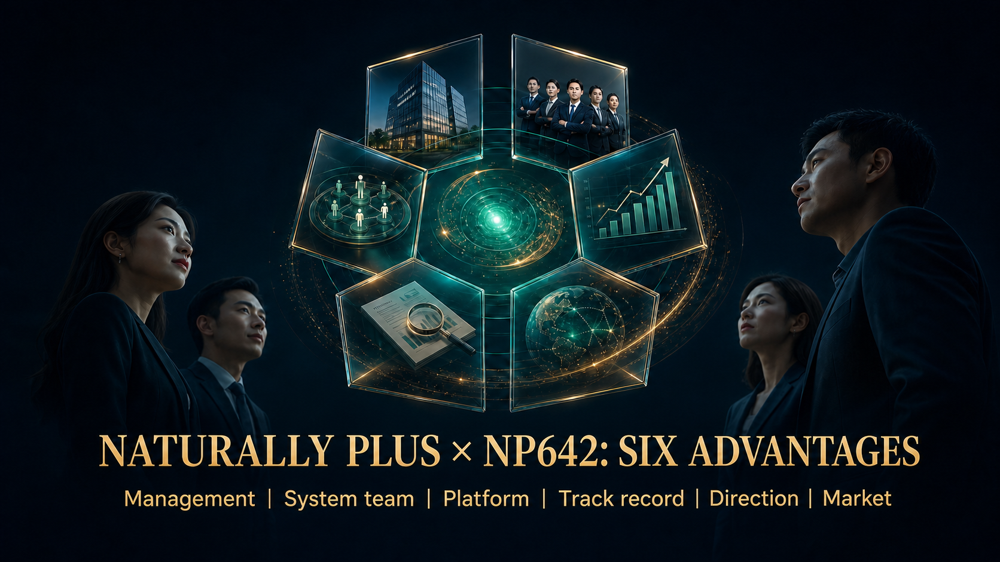 NATURALLY PLUS × NP642: SIX ADVANTAGES
Management | System team | Platform | Track record | Direction | Market